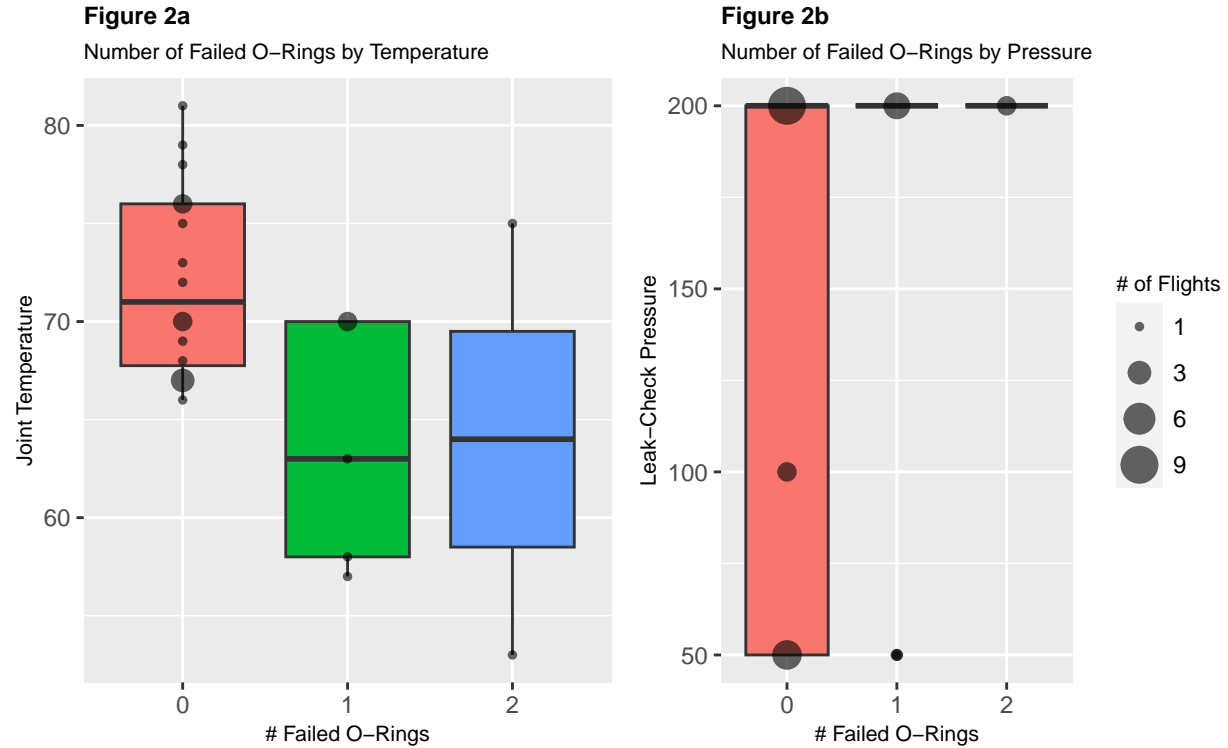 Figure 2a
Number of Failed O−Rings by Temperature
Joint Temperature
80
70
60
0 1 2
# Failed O−Rings
Figure 2b
Number of Failed O−Rings by Pressure
Leak−Check Pressure
200
150
100
50
0 1 2
# Failed O−Rings
# of Flights
1
3
6
9